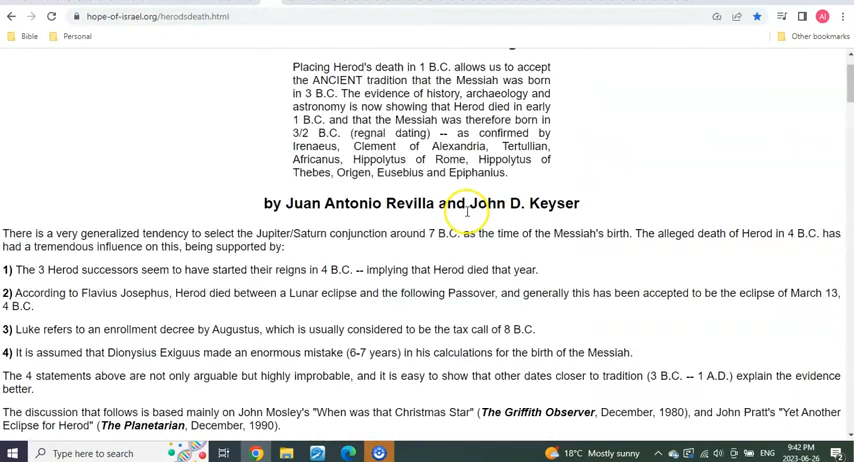 hope-of-israel.org/herodsdeath.html
AI
Bible
Personal
Other bookmarks
Placing Herod's death in 1 B.C. allows us to accept
the ANCIENT tradition that the Messiah was born
in 3 B.C. The evidence of history, archaeology and
astronomy is now showing that Herod died in early
1 B.C. and that the Messiah was therefore born in
3/2 B.C. (regnal dating) -- as confirmed by
Irenaeus, Clement of Alexandria, Tertullian,
Africanus, Hippolytus of Rome, Hippolytus of
Thebes, Origen, Eusebius and Epiphanius.
by Juan Antonio Revilla and John D. Keyser
There is a very generalized tendency to select the Jupiter/Saturn conjunction around 7 B.C. as the time of the Messiah's birth. The alleged death of Herod in 4 B.C. has
had a tremendous influence on this, being supported by:
1) The 3 Herod successors seem to have started their reigns in 4 B.C. -- implying that Herod died that year.
2) According to Flavius Josephus, Herod died between a Lunar eclipse and the following Passover, and generally this has been accepted to be the eclipse of March 13,
4 B.C.
3) Luke refers to an enrollment decree by Augustus, which is usually considered to be the tax call of 8 B.C.
4) It is assumed that Dionysius Exiguus made an enormous mistake (6-7 years) in his calculations for the birth of the Messiah.
The 4 statements above are not only arguable but highly improbable, and it is easy to show that other dates closer to tradition (3 B.C. -- 1 A.D.) explain the evidence
better.
The discussion that follows is based mainly on John Mosley's "When was that Christmas Star" (The Griffith Observer, December, 1980), and John Pratt's "Yet Another
Eclipse for Herod" (The Planetarian, December, 1990).
Type here to search
18°C Mostly sunny
ENG
9:42 PM
2023-06-26
2